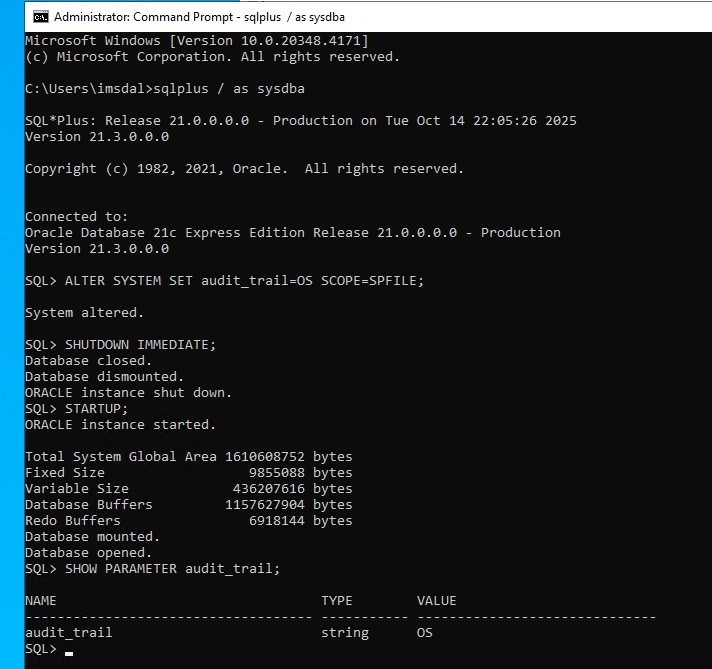 Administrator: Command Prompt - sqlplus / as sysdba
Microsoft Windows [Version 10.0.20348.4171]
(c) Microsoft Corporation. All rights reserved.
C:\Users\imsdal>sqlplus / as sysdba
SQL*Plus: Release 21.0.0.0.0 - Production on Tue Oct 14 22:05:26 2025
Version 21.3.0.0.0
Copyright (c) 1982, 2021, Oracle.  All rights reserved.
Connected to:
Oracle Database 21c Express Edition Release 21.0.0.0.0 - Production
Version 21.3.0.0.0
SQL> ALTER SYSTEM SET audit_trail=OS SCOPE=SPFILE;
System altered.
SQL> SHUTDOWN IMMEDIATE;
Database closed.
Database dismounted.
ORACLE instance shut down.
SQL> STARTUP;
ORACLE instance started.
Total System Global Area 1610608752 bytes
Fixed Size                  9855088 bytes
Variable Size             436207616 bytes
Database Buffers         1157627904 bytes
Redo Buffers                6918144 bytes
Database mounted.
Database opened.
SQL> SHOW PARAMETER audit_trail;
NAME                                 TYPE        VALUE
------------------------------------ ----------- ------------------------------
audit_trail                          string      OS
SQL>